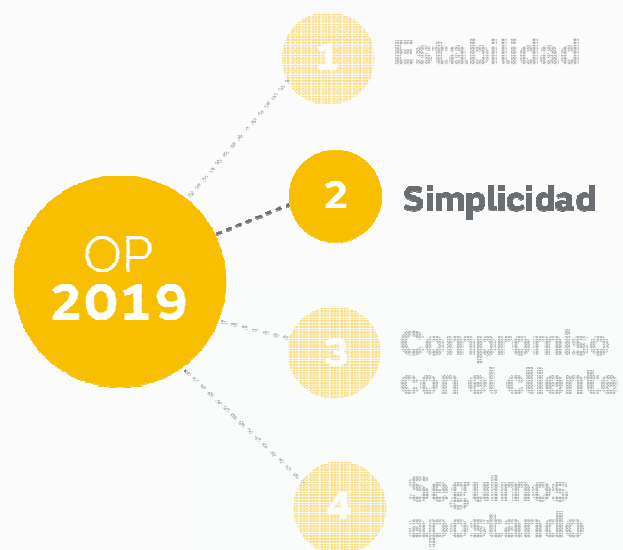 1
Estabilidad
2
Simplicidad
OP
2019
3
Compromiso
con el cliente
4
Seguimos
apostando